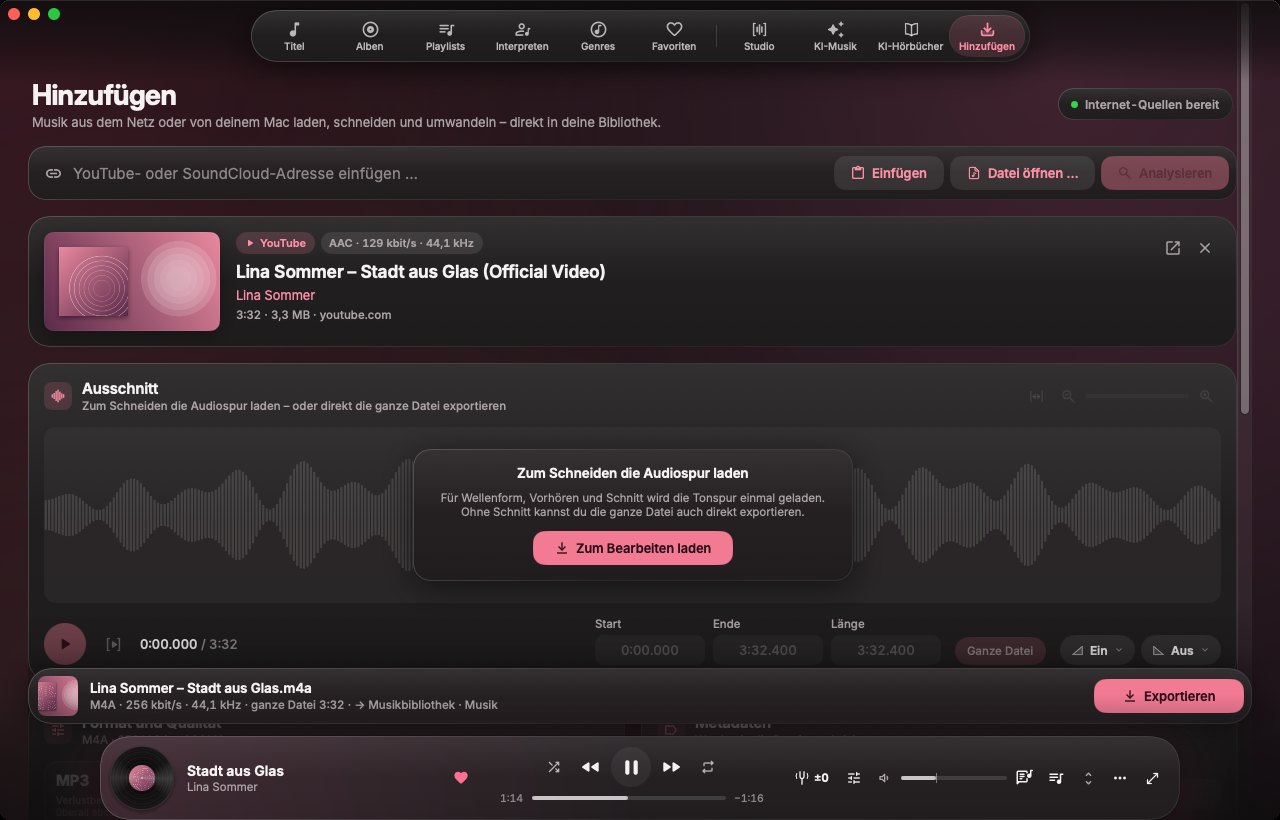 Titel
Alben
Playlists
Interpreten
Genres
Favoriten
Studio
KI-Musik
KI-Hörbücher
Hinzufügen
Hinzufügen
Musik aus dem Netz oder von deinem Mac laden, schneiden und umwandeln – direkt in deine Bibliothek.
Internet-Quellen bereit
YouTube- oder SoundCloud-Adresse einfügen ...
Einfügen
Datei öffnen ...
Analysieren
YouTube
AAC · 129 kbit/s · 44,1 kHz
Lina Sommer – Stadt aus Glas (Official Video)
Lina Sommer
3:32 · 3,3 MB · youtube.com
Ausschnitt
Zum Schneiden die Audiospur laden – oder direkt die ganze Datei exportieren
Zum Schneiden die Audiospur laden
Für Wellenform, Vorhören und Schnitt wird die Tonspur einmal geladen.
Ohne Schnitt kannst du die ganze Datei auch direkt exportieren.
Zum Bearbeiten laden
Start
Ende
Länge
0:00.000 / 3:32
0:00.000
3:32.400
3:32.400
Ganze Datei
Ein
Aus
Lina Sommer – Stadt aus Glas.m4a
M4A · 256 kbit/s · 44,1 kHz · ganze Datei 3:32 · → Musikbibliothek · Musik
Exportieren
Format und Qualität
Metadaten
M4A
MP3
Stadt aus Glas
Lina Sommer
1:14
−1:16
±0